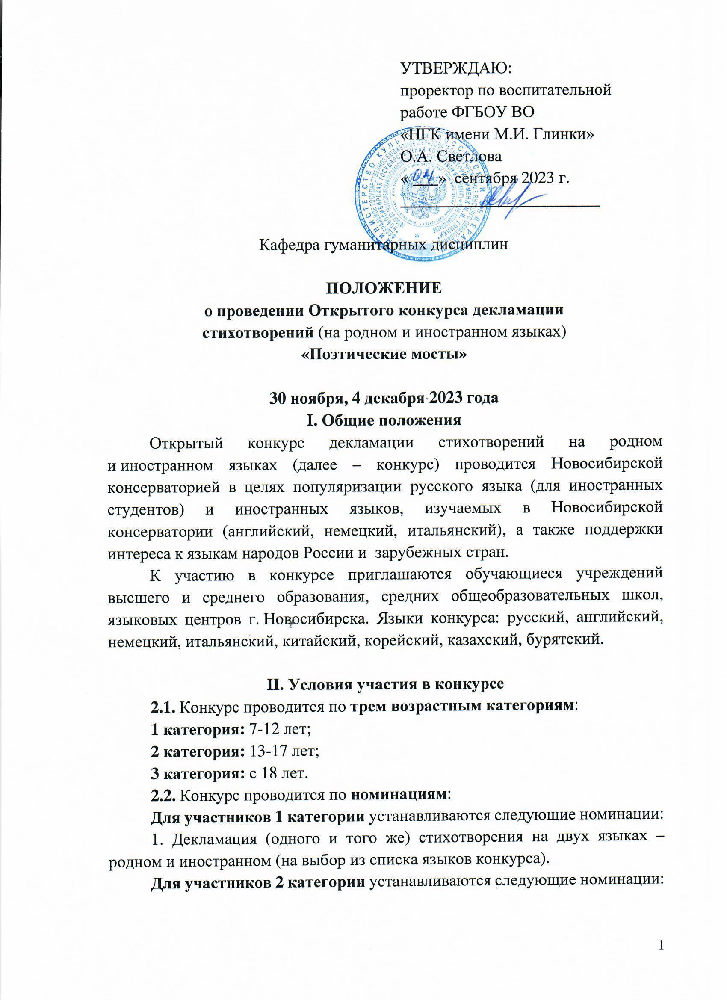 УТВЕРЖДАЮ:
проректор по воспитательной
работе ФГБОУ ВО
«НГК имени М.И. Глинки»
О.А. Светлова
«04» сентября 2023 г.
Кафедра гуманитарных дисциплин
ПОЛОЖЕНИЕ
о проведении Открытого конкурса декламации
стихотворений (на родном и иностранном языках)
«Поэтические мосты»
30 ноября, 4 декабря 2023 года
I. Общие положения
Открытый конкурс декламации стихотворений на родном
и иностранном языках (далее – конкурс) проводится Новосибирской
консерваторией в целях популяризации русского языка (для иностранных
студентов) и иностранных языков, изучаемых в Новосибирской
консерватории (английский, немецкий, итальянский), а также поддержки
интереса к языкам народов России и зарубежных стран.
К участию в конкурсе приглашаются обучающиеся учреждений
высшего и среднего образования, средних общеобразовательных школ,
языковых центров г. Новосибирска. Языки конкурса: русский, английский,
немецкий, итальянский, китайский, корейский, казахский, бурятский.
II. Условия участия в конкурсе
2.1. Конкурс проводится по трем возрастным категориям:
1 категория: 7-12 лет;
2 категория: 13-17 лет;
3 категория: с 18 лет.
2.2. Конкурс проводится по номинациям:
Для участников 1 категории устанавливаются следующие номинации:
1. Декламация (одного и того же) стихотворения на двух языках –
родном и иностранном (на выбор из списка языков конкурса).
Для участников 2 категории устанавливаются следующие номинации:
1